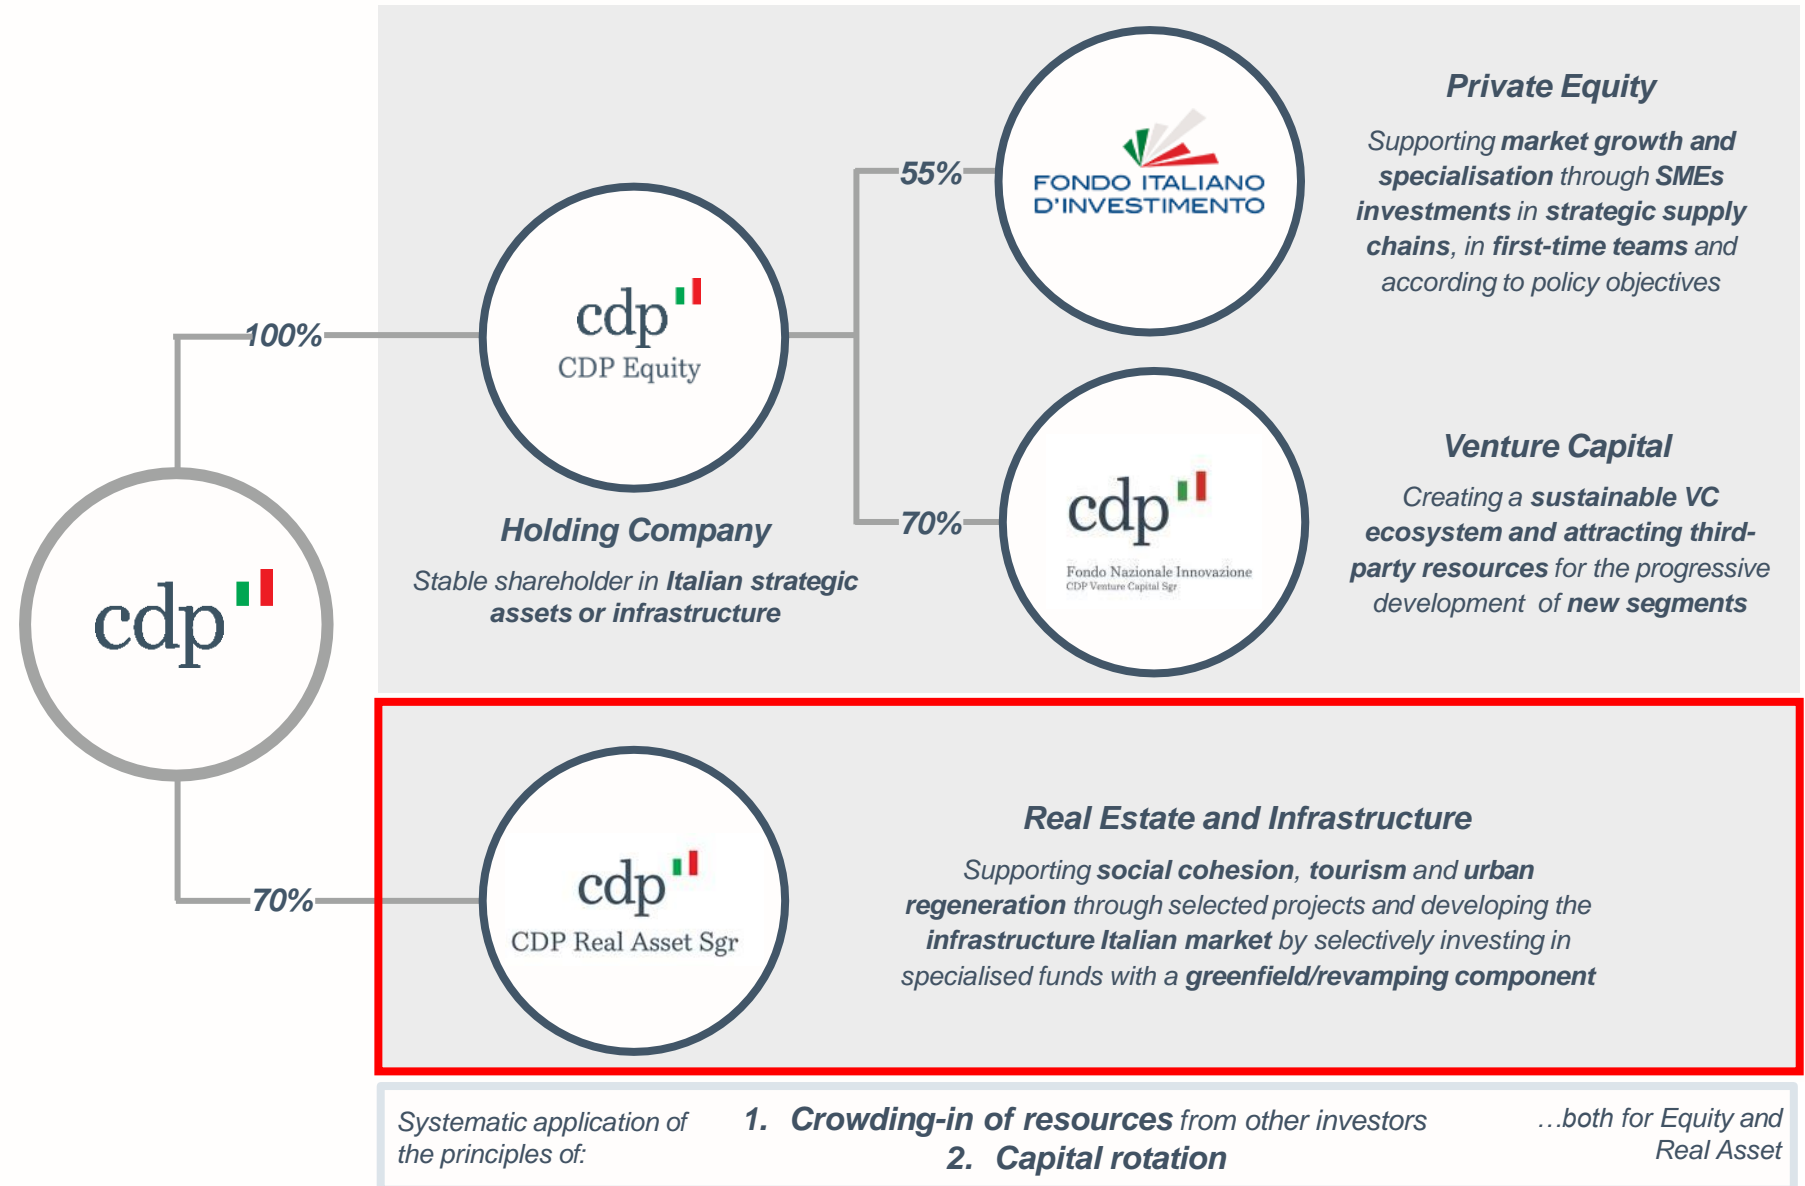 cdp
100%
70%
cdp
CDP Equity
Holding Company
Stable shareholder in Italian strategic
assets or infrastructure
55%
70%
FONDO ITALIANO
D'INVESTIMENTO
Private Equity
Supporting market growth and
specialisation through SMEs
investments in strategic supply
chains, in first-time teams and
according to policy objectives
cdp
Fondo Nazionale Innovazione
CDP Venture Capital Sgr
Venture Capital
Creating a sustainable VC
ecosystem and attracting third-
party resources for the progressive
development of new segments
cdp
CDP Real Asset Sgr
Real Estate and Infrastructure
Supporting social cohesion, tourism and urban
regeneration through selected projects and developing the
infrastructure Italian market by selectively investing in
specialised funds with a greenfield/revamping component
Systematic application of
the principles of:
1. Crowding-in of resources from other investors
2. Capital rotation
…both for Equity and
Real Asset